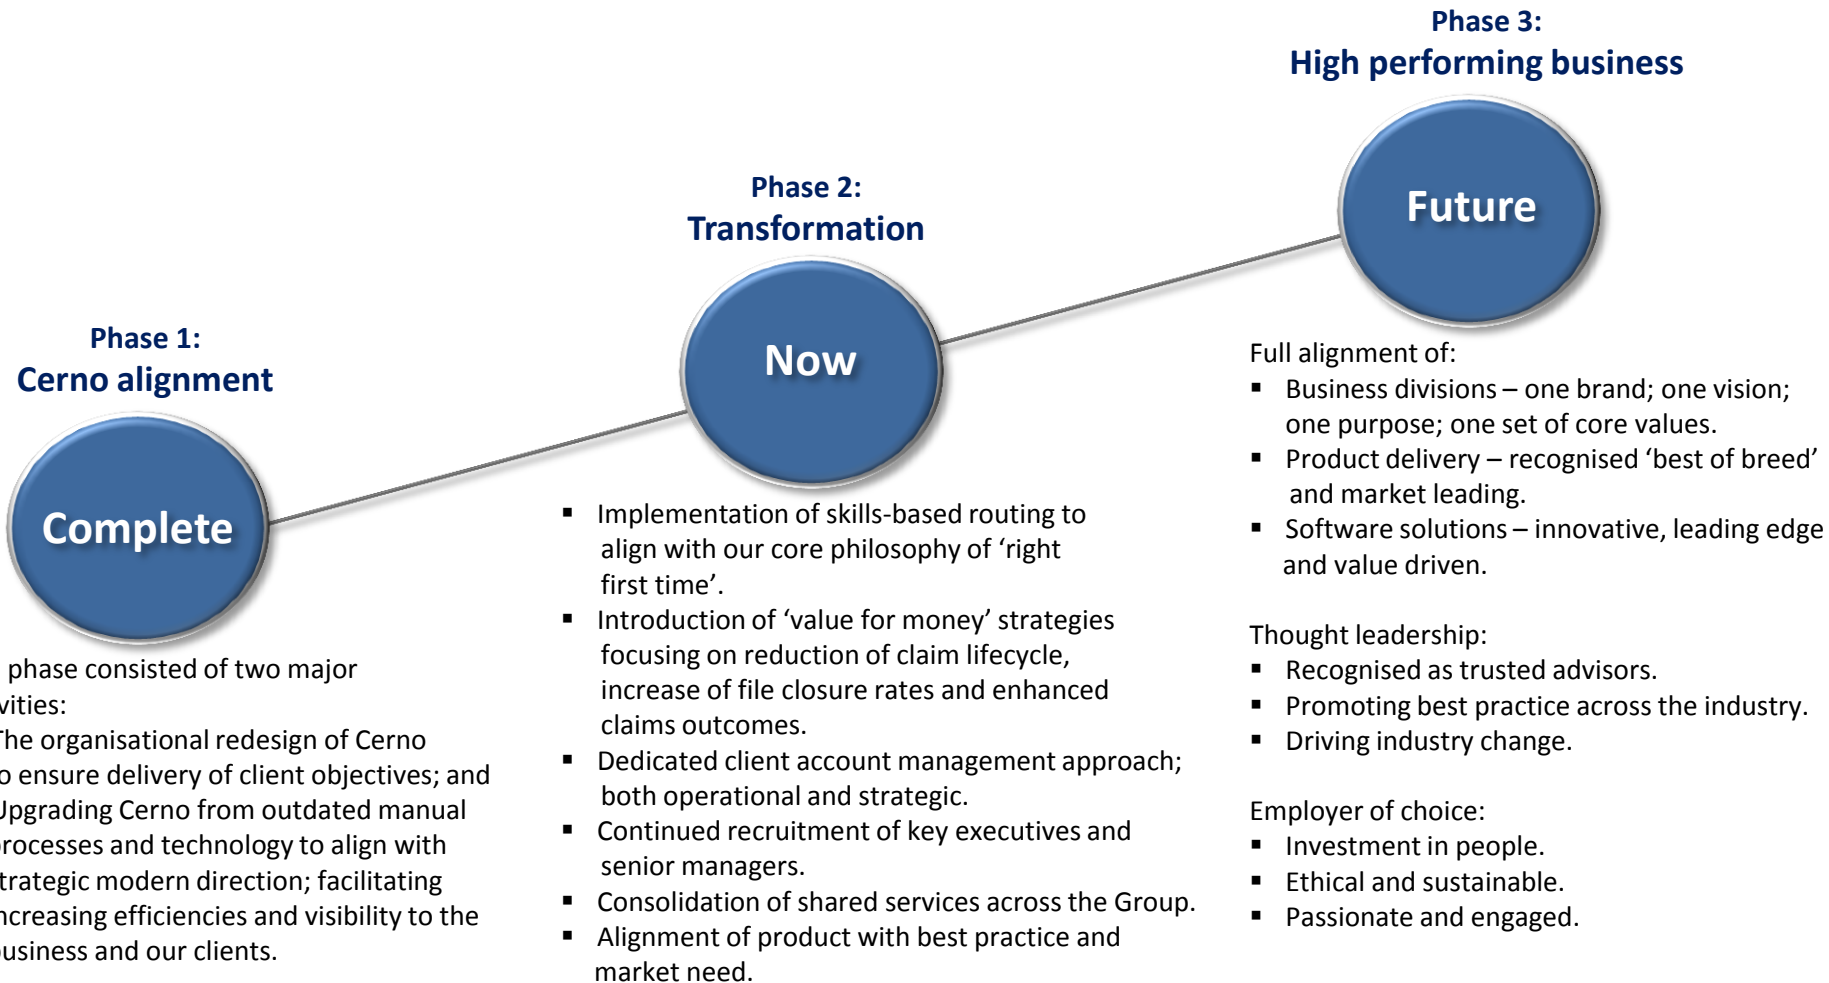 Phase 1:
Cerno alignment
Complete
phase consisted of two major
The organisational redesign of Cerno
to ensure delivery of client objectives; and
Upgrading Cerno from outdated manual
processes and technology to align with
strategic modern direction; facilitating
increasing efficiencies and visibility to the
business and our clients.
Phase 2:
Transformation
Now
▪ Implementation of skills-based routing to
align with our core philosophy of ‘right
first time’.
▪ Introduction of ‘value for money’ strategies
focusing on reduction of claim lifecycle,
increase of file closure rates and enhanced
claims outcomes.
▪ Dedicated client account management approach;
both operational and strategic.
▪ Continued recruitment of key executives and
senior managers.
▪ Consolidation of shared services across the Group.
▪ Alignment of product with best practice and
market need.
Phase 3:
High performing business
Future
Full alignment of:
▪ Business divisions – one brand; one vision;
one purpose; one set of core values.
▪ Product delivery – recognised ‘best of breed’
and market leading.
▪ Software solutions – innovative, leading edge
and value driven.
Thought leadership:
▪ Recognised as trusted advisors.
▪ Promoting best practice across the industry.
▪ Driving industry change.
Employer of choice:
▪ Investment in people.
▪ Ethical and sustainable.
▪ Passionate and engaged.